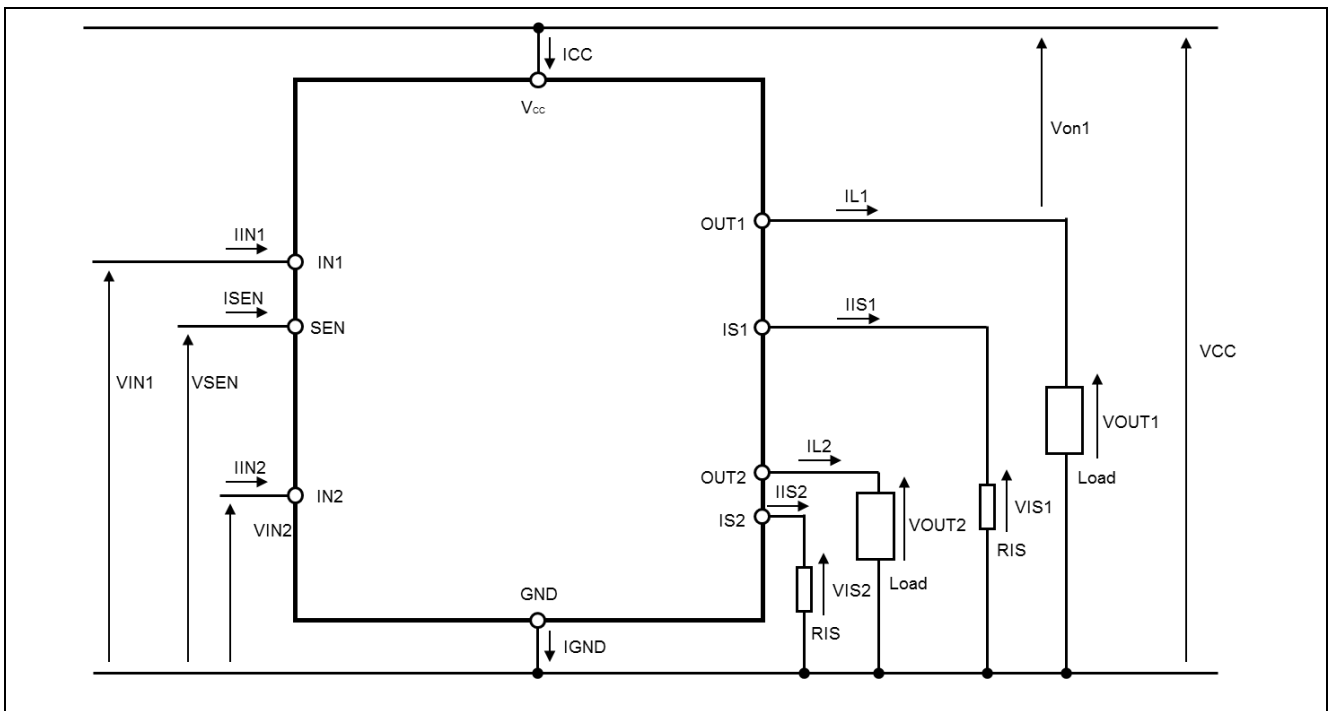 ICC
Vcc
Von1
IL1
OUT1
IIN1
IN1
ISEN
SEN
IIS1
IS1
VCC
VIN1
VSEN
VOUT1
IL2
IIN2
OUT2
Load
IN2
IIS2
VIS1
IS2
VOUT2
VIN2
RIS
Load
VIS2
GND
RIS
IGND